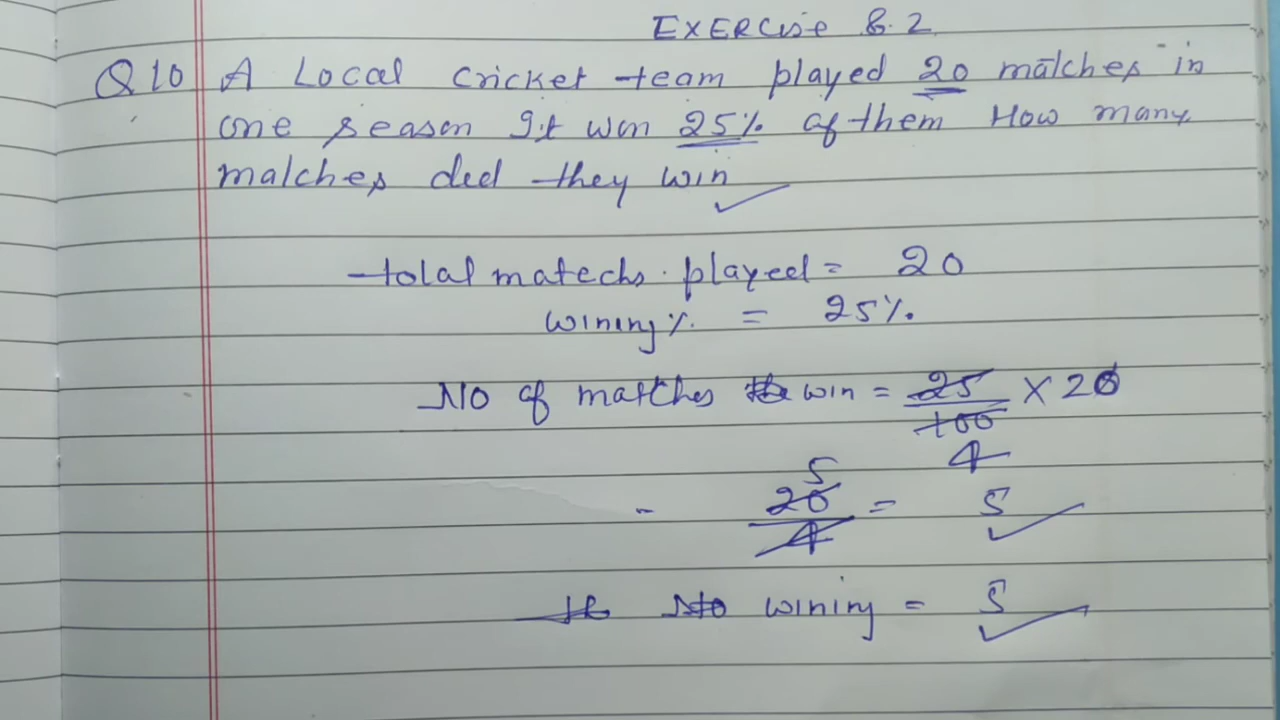 EXERCise 8.2
Q10 A Local cricket team played 20 matches in
one season It won 25% of them How many
matches did they win
total matechs played = 20
wining % = 25%
No of matches the win = 25/100 × 20
4
5
= 20/4 = 5
No wining = 5